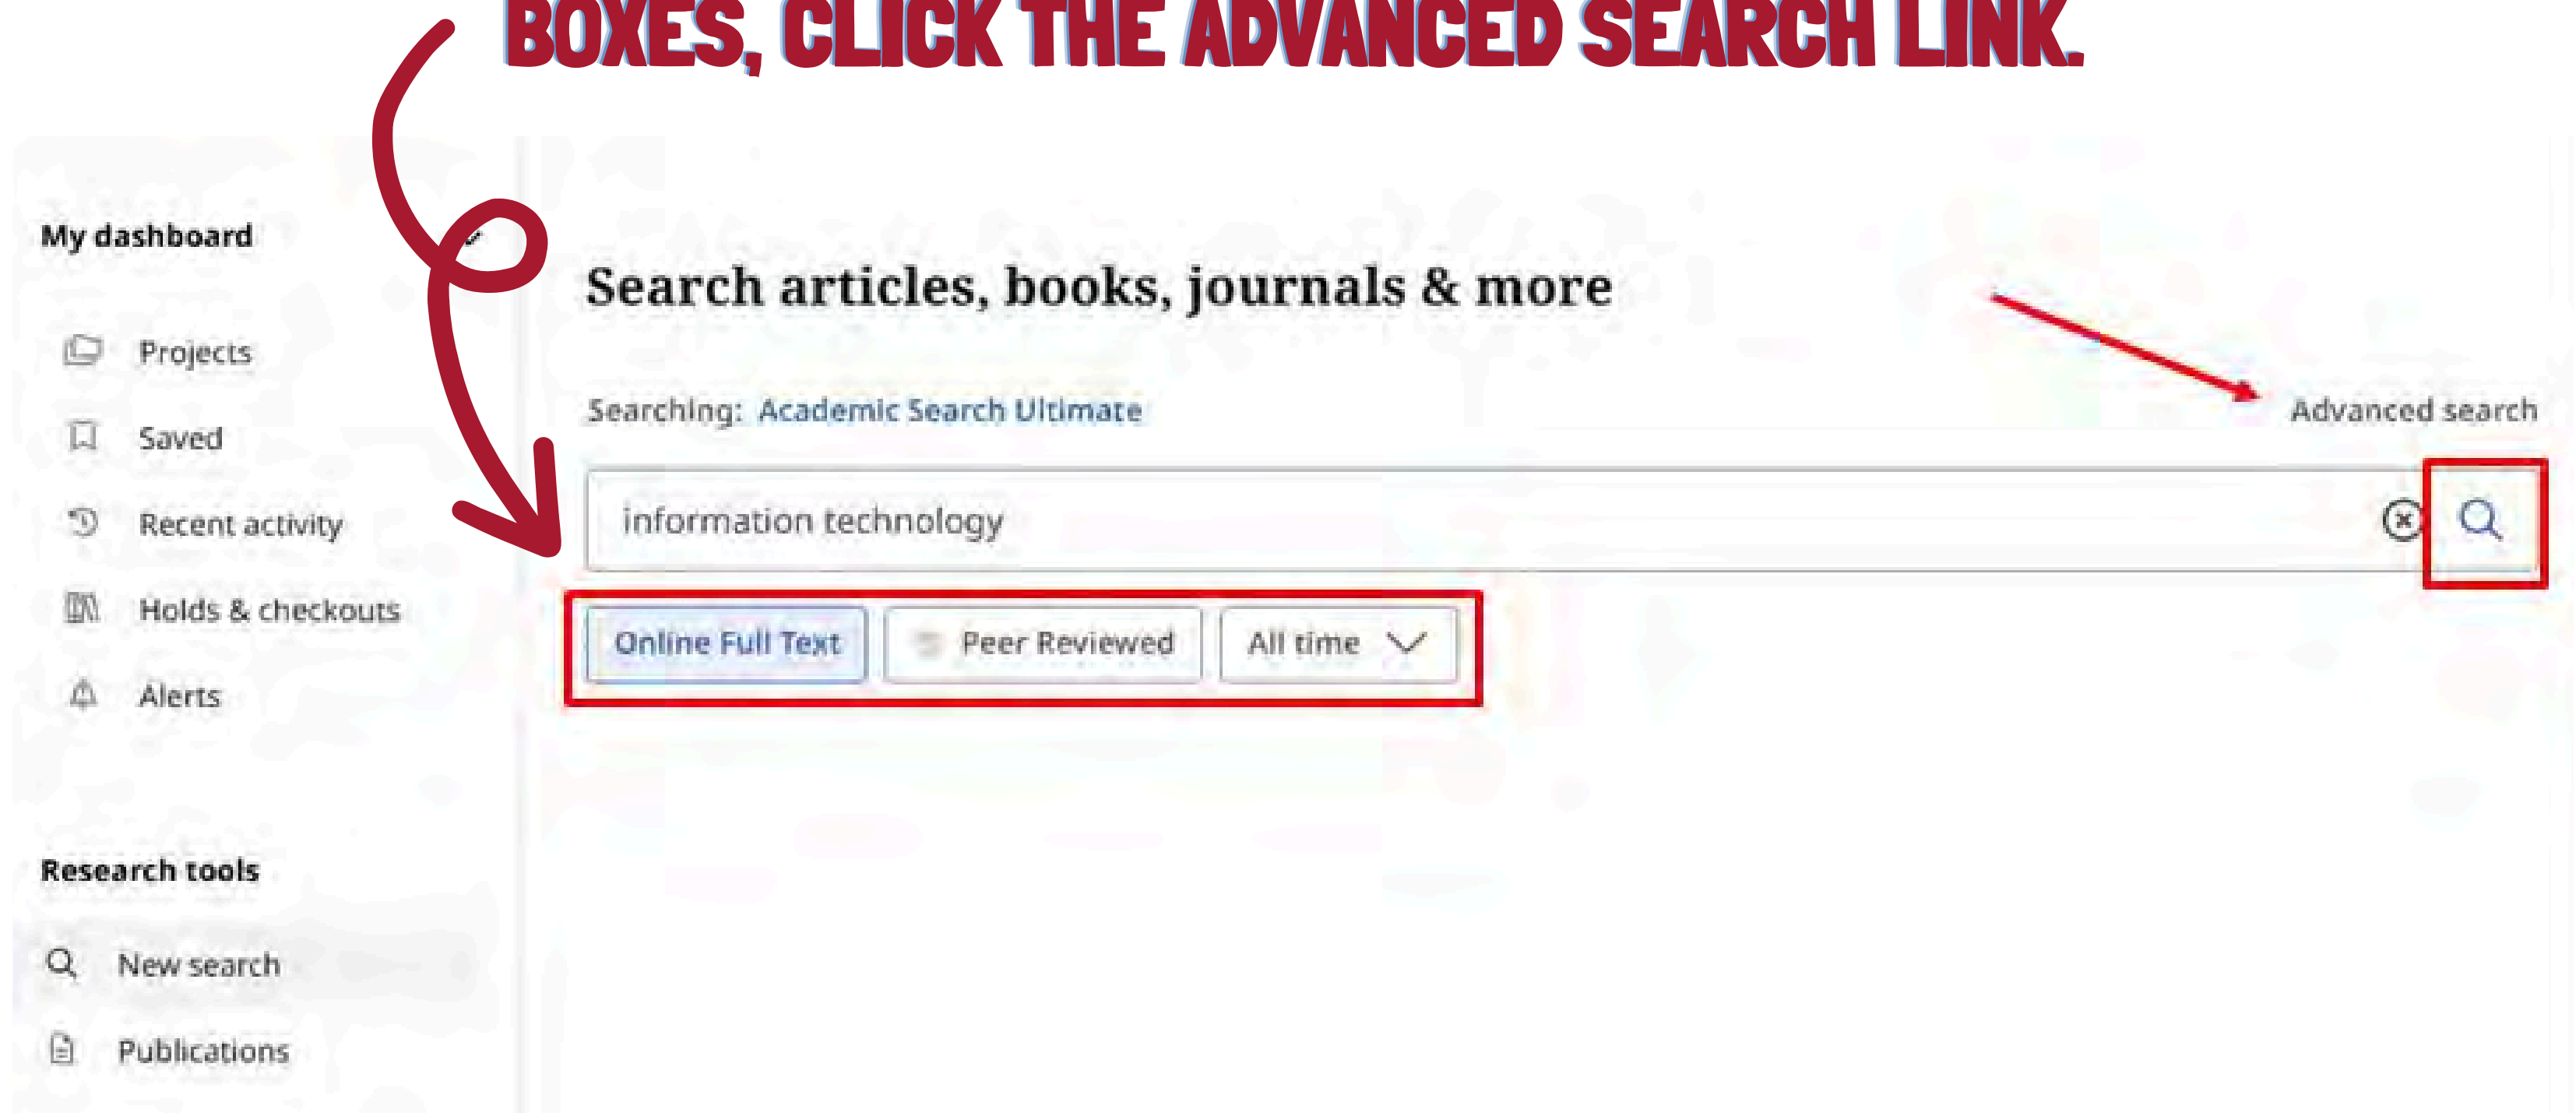 BOXES, CLICK THE ADVANCED SEARCH LINK.
My dashboard
Projects
Saved
Recent activity
Holds & checkouts
Alerts
Research tools
New search
Publications
Search articles, books, journals & more
Searching: Academic Search Ultimate
Advanced search
information technology
Online Full Text
Peer Reviewed
All time